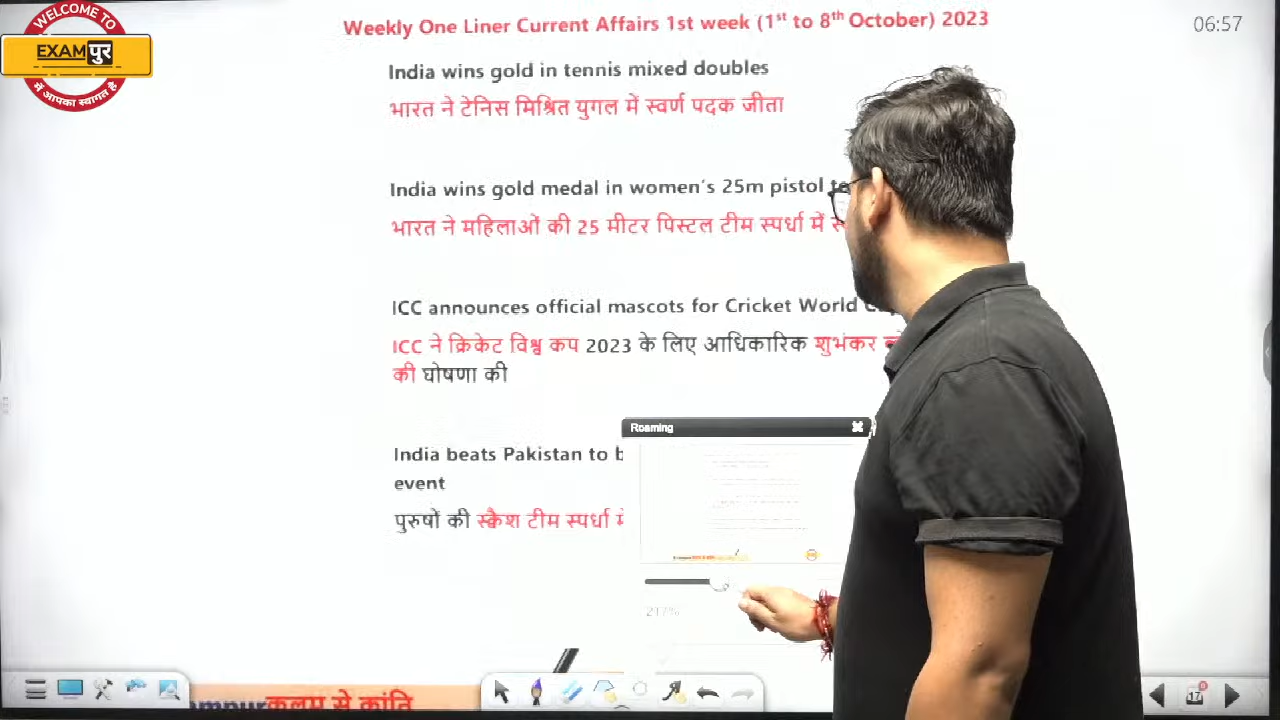 Weekly One Liner Current Affairs 1st week (1st to 8th October) 2023
06:57
WELCOME TO
EXAMपुर
में आपका स्वागत है
India wins gold in tennis mixed doubles
भारत ने टेनिस मिश्रित युगल में स्वर्ण पदक जीता
India wins gold medal in women's 25m pistol
भारत ने महिलाओं की 25 मीटर पिस्टल टीम स्पर्धा में
ICC announces official mascots for Cricket World
ICC ने क्रिकेट विश्व कप 2023 के लिए आधिकारिक शुभंकर
की घोषणा की
Roaming
India beats Pakistan to
event
पुरुषों की स्क्वैश टीम स्पर्धा में
217%
कलम से क्रांति
17